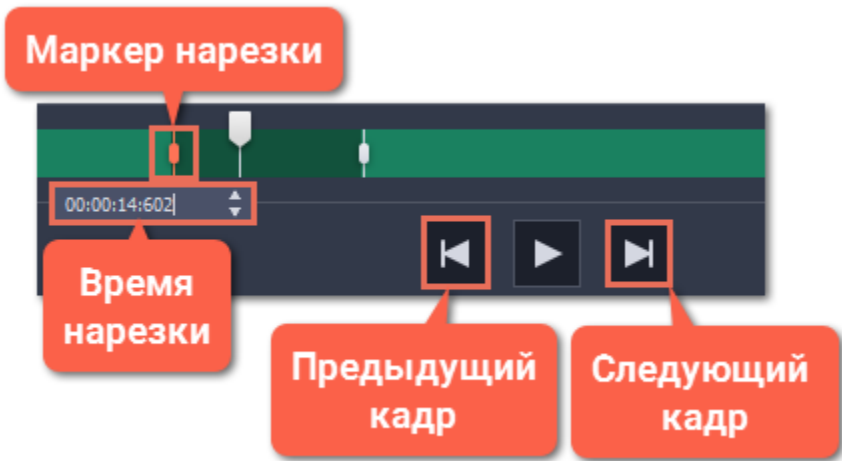 Маркер нарезки
00:00:14:602
Время
нарезки
Предыдущий
кадр
Следующий
кадр